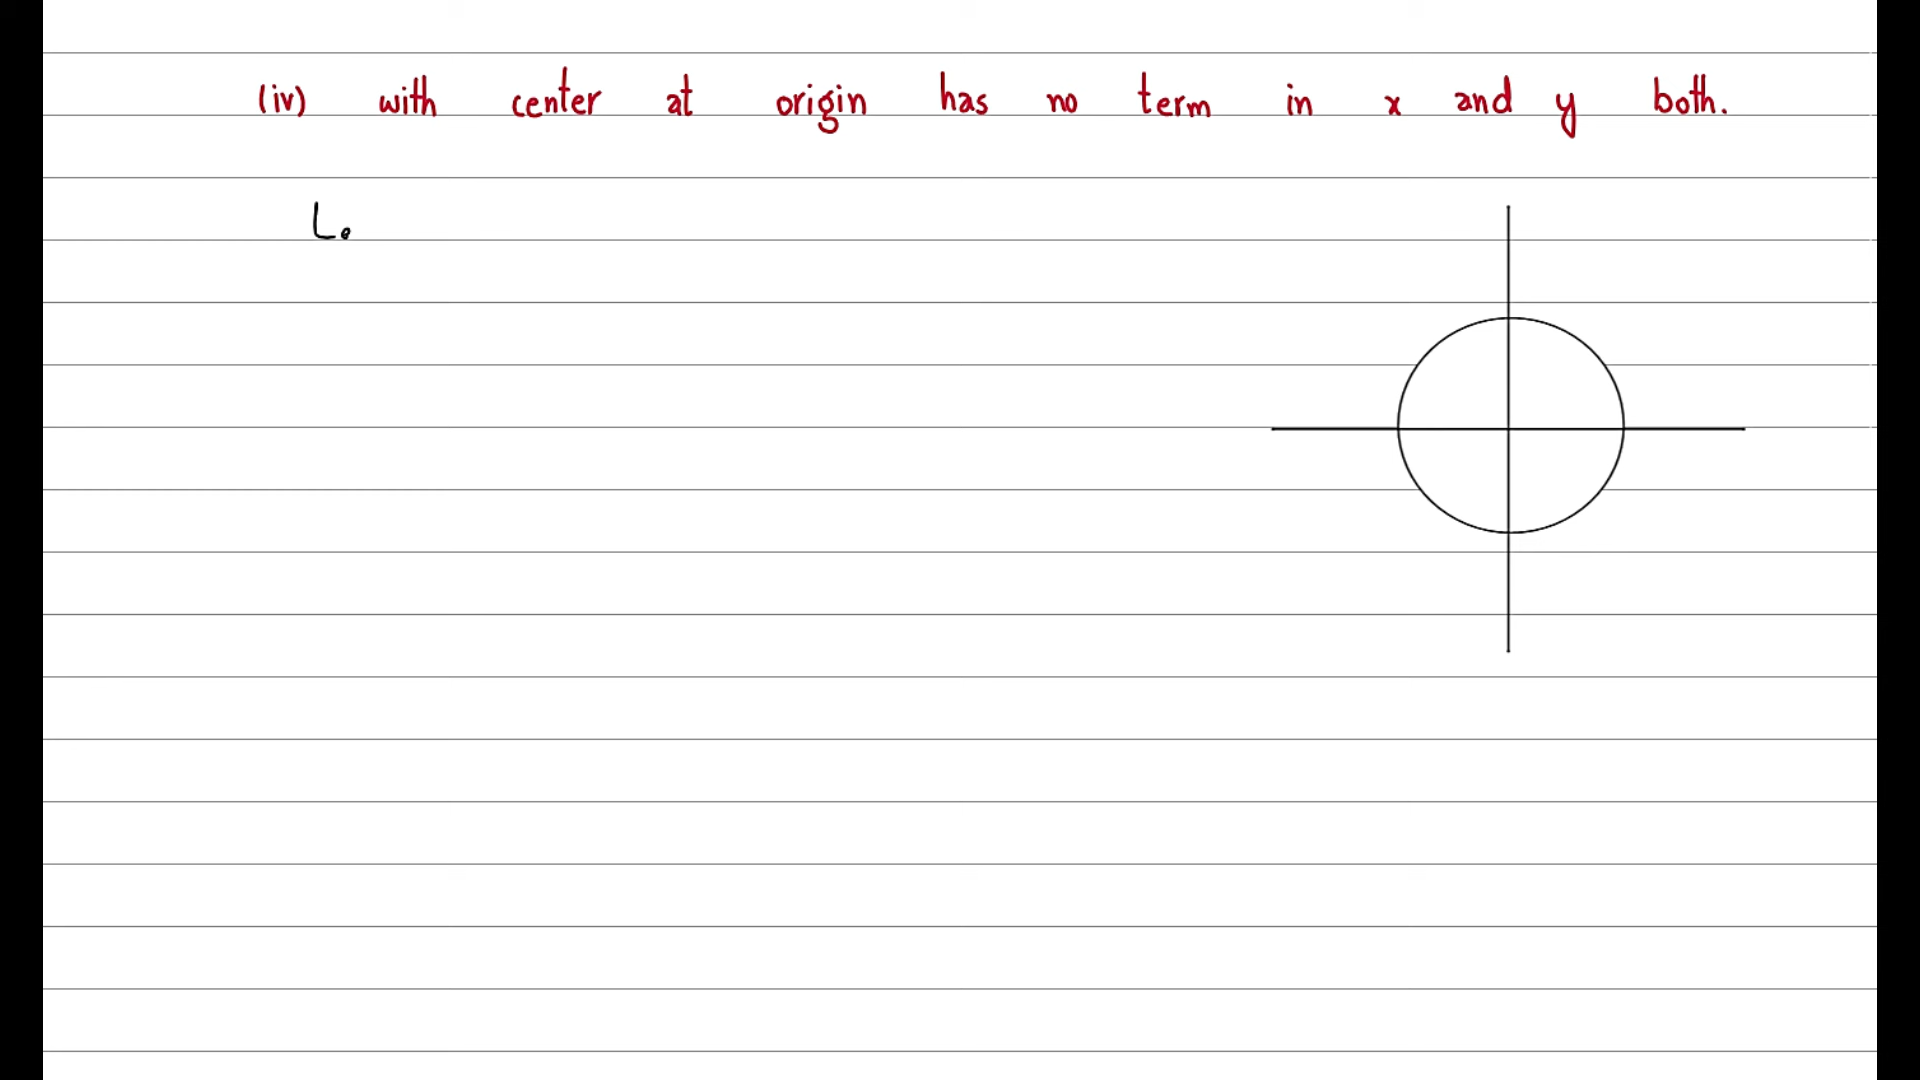 (iv) with center at origin has no term in x and y both.
L.